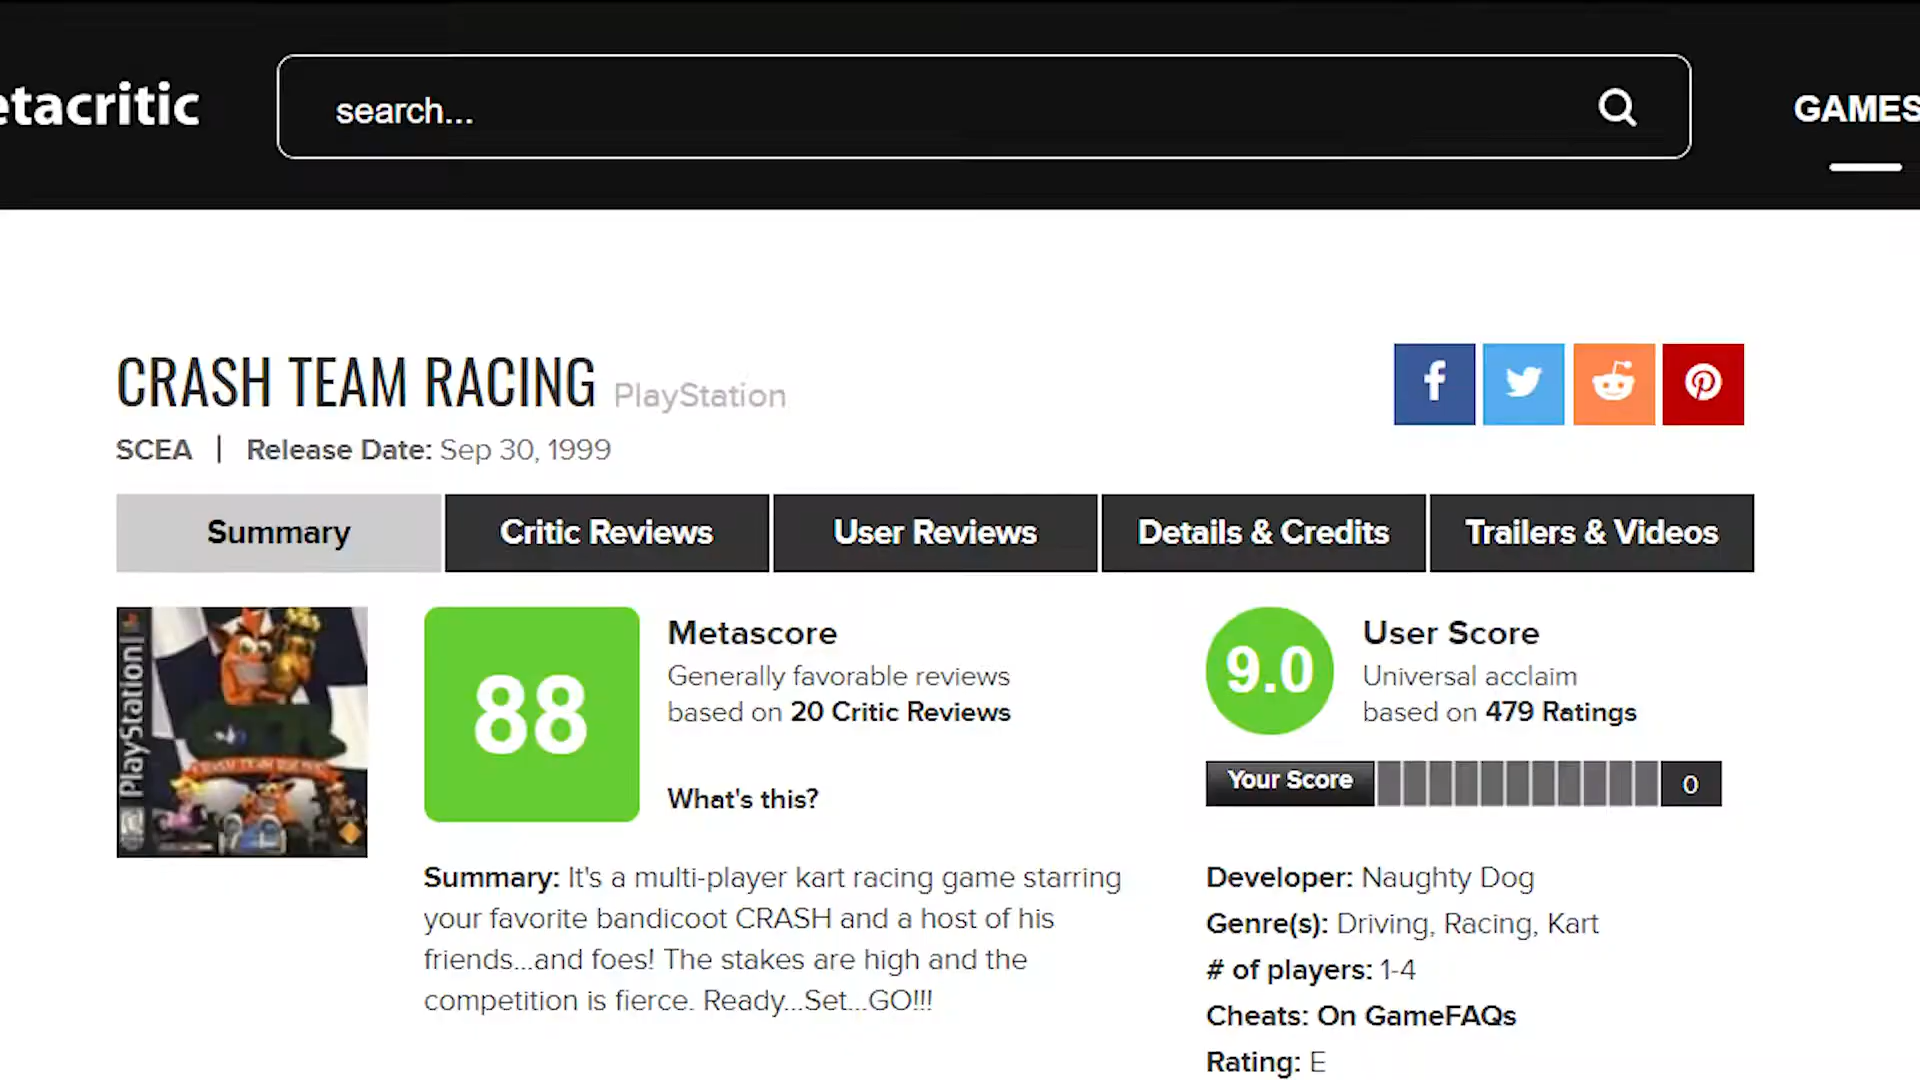 etacritic
search...
GAMES
CRASH TEAM RACING PlayStation
SCEA | Release Date: Sep 30, 1999
Summary
Critic Reviews
User Reviews
Details & Credits
Trailers & Videos
PlayStation
CRASH TEAM RACING
88
Metascore
Generally favorable reviews
based on 20 Critic Reviews
What's this?
9.0
User Score
Universal acclaim
based on 479 Ratings
Your Score
0
Summary: It's a multi-player kart racing game starring
your favorite bandicoot CRASH and a host of his
friends...and foes! The stakes are high and the
competition is fierce. Ready...Set...GO!!!
Developer: Naughty Dog
Genre(s): Driving, Racing, Kart
# of players: 1-4
Cheats: On GameFAQs
Rating: E